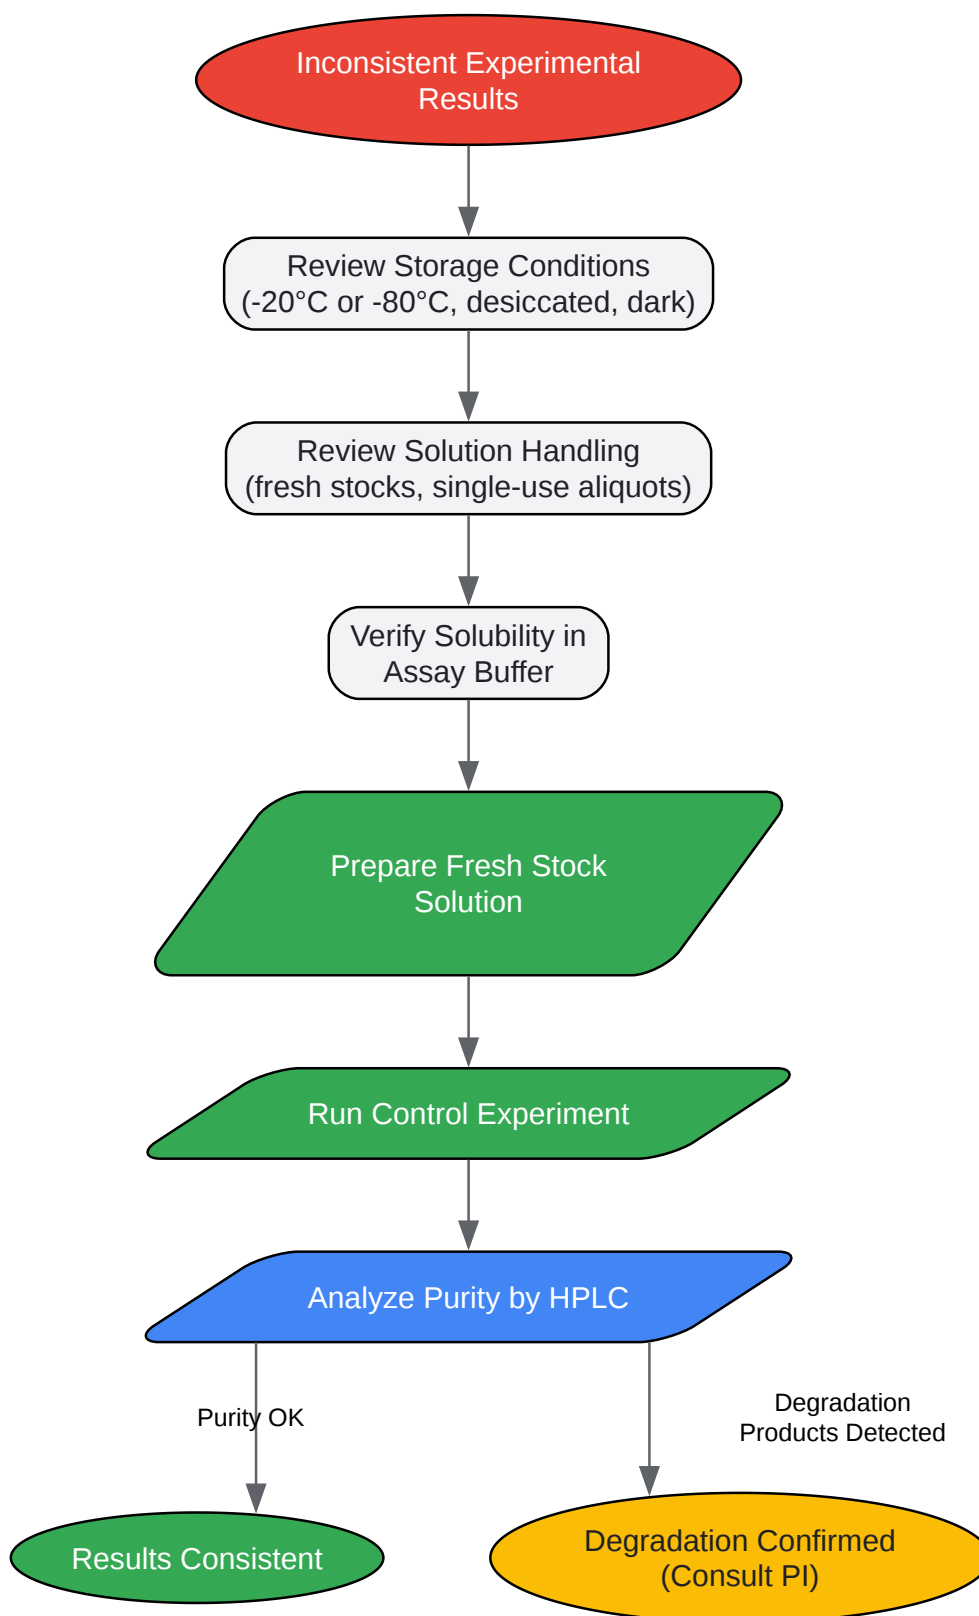 Inconsistent Experimental
Results
Review Storage Conditions
(-20°C or -80°C, desiccated, dark)
Review Solution Handling
(fresh stocks, single-use aliquots)
Verify Solubility in
Assay Buffer
Prepare Fresh Stock
Solution
Run Control Experiment
Analyze Purity by HPLC
Purity OK
Degradation
Products Detected
Results Consistent
Degradation Confirmed
(Consult PI)